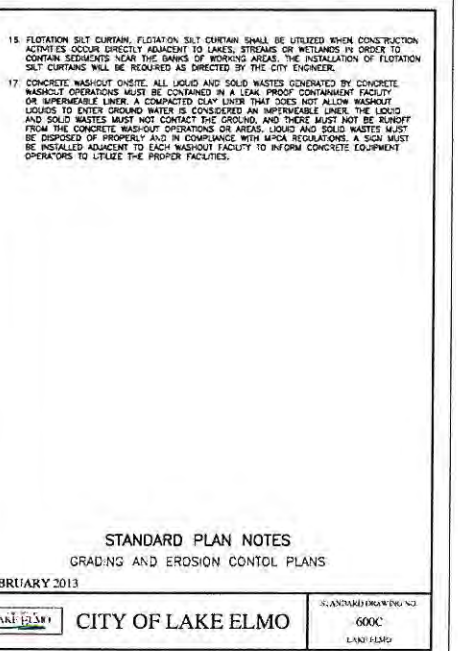 15. FLOTATION SILT CURTAIN. FLOTATION SILT CURTAIN SHALL BE UTILIZED WHEN CONSTRUCTION
ACTIVITIES OCCUR DIRECTLY ADJACENT TO LAKES, STREAMS OR WETLANDS IN ORDER TO
CONTAIN SEDIMENTS NEAR THE BANKS OF WORKING AREAS. THE INSTALLATION OF FLOTATION
SILT CURTAINS WILL BE REQUIRED AS DIRECTED BY THE CITY ENGINEER.
17. CONCRETE WASHOUT ONSITE. ALL LIQUID AND SOLID WASTES GENERATED BY CONCRETE
WASHOUT OPERATIONS MUST BE CONTAINED IN A LEAK PROOF CONTAINMENT FACILITY
OR IMPERMEABLE LINER. A COMPACTED CLAY LINER THAT DOES NOT ALLOW WASHOUT
LIQUIDS TO ENTER GROUND WATER IS CONSIDERED AN IMPERMEABLE LINER. THE LIQUID
AND SOLID WASTES MUST NOT CONTACT THE GROUND, AND THERE MUST NOT BE RUNOFF
FROM THE CONCRETE WASHOUT OPERATIONS OR AREAS. LIQUID AND SOLID WASTES MUST
BE DISPOSED OF PROPERLY AND IN COMPLIANCE WITH MPCA REGULATIONS. A SIGN MUST
BE INSTALLED ADJACENT TO EACH WASHOUT FACILITY TO INFORM CONCRETE EQUIPMENT
OPERATORS TO UTILIZE THE PROPER FACILITIES.
STANDARD PLAN NOTES
GRADING AND EROSION CONTOL PLANS
BRUARY 2013
AKE ELMO
CITY OF LAKE ELMO
STANDARD DRAWING NO.
600C
LAKE ELMO